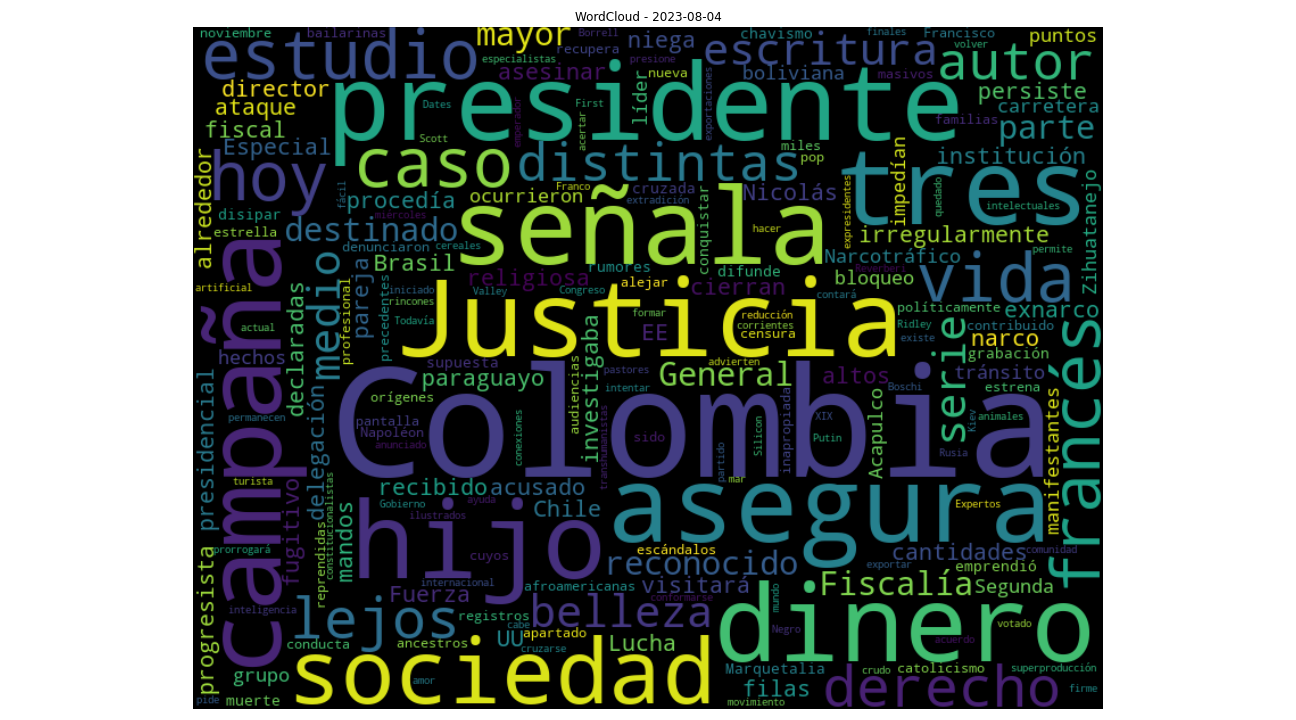 WordCloud - 2023-08-04
noviembre
bailarinas
estudio
mayor
Borrell
recupera
niega
escritura
chavismo
finales
Francisco
volver
puntos
autor
especialistas
asesinar
presione
nueva
boliviana
masivos
persiste
director
ataque
presidente
Dates
emperador
First
acertar
líder
exportaciones
carretera
familias
parte
fiscal
Especial
Scott
caso
distintas
miles
pop
impedían
institución
alrededor
hoy
fácil
procedía
miércoles
ocurrieron
Franco
cruzada
extradición
Nicolás
expresidentes
tres
quedado
intelectuales
Zihuatanejo
disipar
estrella
destinado
señala
conquistar
hacer
irregularmente
permite
denunciaron
cereales
Brasil
pareja
religiosa
rumores
difunde
Narcotráfico
Reverberi
bloqueo
vida
artificial
campaña
medio
profesional
precedentes
iniciado
rincones
Todavía
Valley
Congreso
alejar
cierran
contará
formar
reducción
corrientes
censura
EE
Justicia
políticamente
exnarco
Ridley
contribuido
existe
narco
actual
declaradas
hechos
supuesta
paraguayo
orígenes
audiencias
investigaba
pastores
intentar
advierten
General
altos
Boschi
serie
grabación
tránsito
estrena
francés
presidencial
permanecen
delegación
pantalla
Napoleón
anunciado
conexiones
transhumanistas
sido
Colombia
partido
Silicon
inapropiada
XIX
Putin
Acapulco
Rusia
Kiev
animales
manifestantes
turista
fugitivo
constitucionalistas
reprendidas
mandos
recibido
acusado
Gobierno
ayuda
ilustrados
Chile
mar
asegura
Expertos
prorrogará
progresista
hijo
cuyos
internacional
escándalos
reconocido
cantidades
comunidad
emprendió
inteligencia
Fuerza
afroamericanas
visitará
conformarse
mundo
Fiscalía
Segunda
lejos
registros
cabe
belleza
Negro
dinero
votado
acuerdo
conducta
ancestros
UU
apartado
cruzarse
Lucha
grupo
amor
sociedad
Marquetalia
crudo
catolicismo
superproducción
pide
muerte
movimiento
filas
derecho
firme